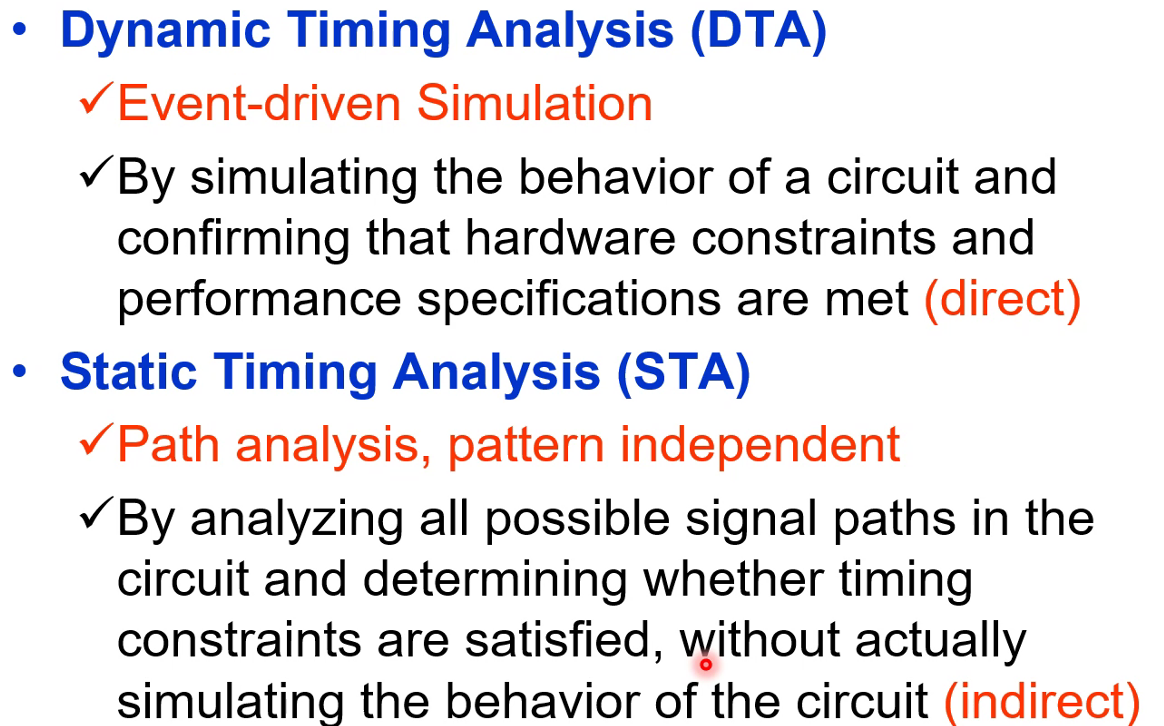 • Dynamic Timing Analysis (DTA)
✓Event-driven Simulation
✓By simulating the behavior of a circuit and
confirming that hardware constraints and
performance specifications are met (direct)
• Static Timing Analysis (STA)
✓Path analysis, pattern independent
✓By analyzing all possible signal paths in the
circuit and determining whether timing
constraints are satisfied, without actually
simulating the behavior of the circuit (indirect)